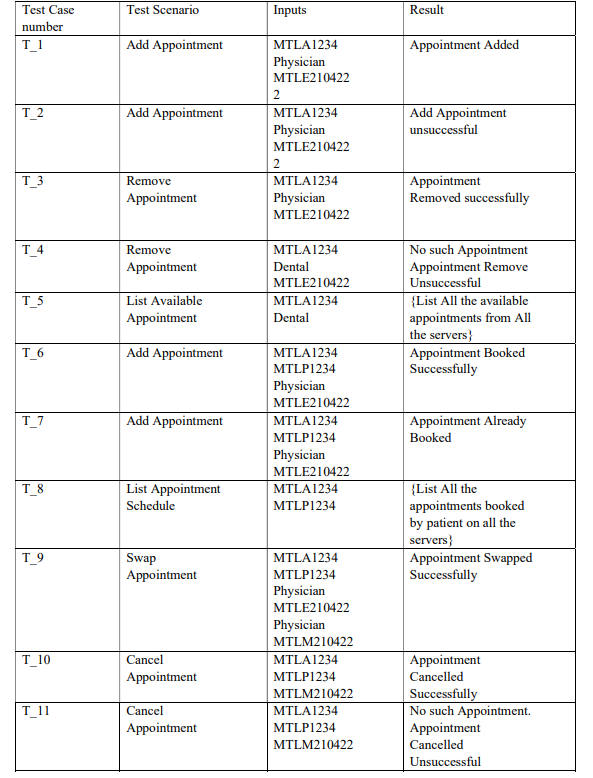 Test Case number | Test Scenario | Inputs | Result
T_1 | Add Appointment | MTLA1234 Physician MTLE210422 2 | Appointment Added
T_2 | Add Appointment | MTLA1234 Physician MTLE210422 2 | Add Appointment unsuccessful
T_3 | Remove Appointment | MTLA1234 Physician MTLE210422 | Appointment Removed successfully
T_4 | Remove Appointment | MTLA1234 Dental MTLE210422 | No such Appointment Appointment Remove Unsuccessful
T_5 | List Available Appointment | MTLA1234 Dental | {List All the available appointments from All the servers}
T_6 | Add Appointment | MTLA1234 MTLP1234 Physician MTLE210422 | Appointment Booked Successfully
T_7 | Add Appointment | MTLA1234 MTLP1234 Physician MTLE210422 | Appointment Already Booked
T_8 | List Appointment Schedule | MTLA1234 MTLP1234 | {List All the appointments booked by patient on all the servers}
T_9 | Swap Appointment | MTLA1234 MTLP1234 Physician MTLE210422 Physician MTLM210422 | Appointment Swapped Successfully
T_10 | Cancel Appointment | MTLA1234 MTLP1234 MTLM210422 | Appointment Cancelled Successfully
T_11 | Cancel Appointment | MTLA1234 MTLP1234 MTLM210422 | No such Appointment. Appointment Cancelled Unsuccessful